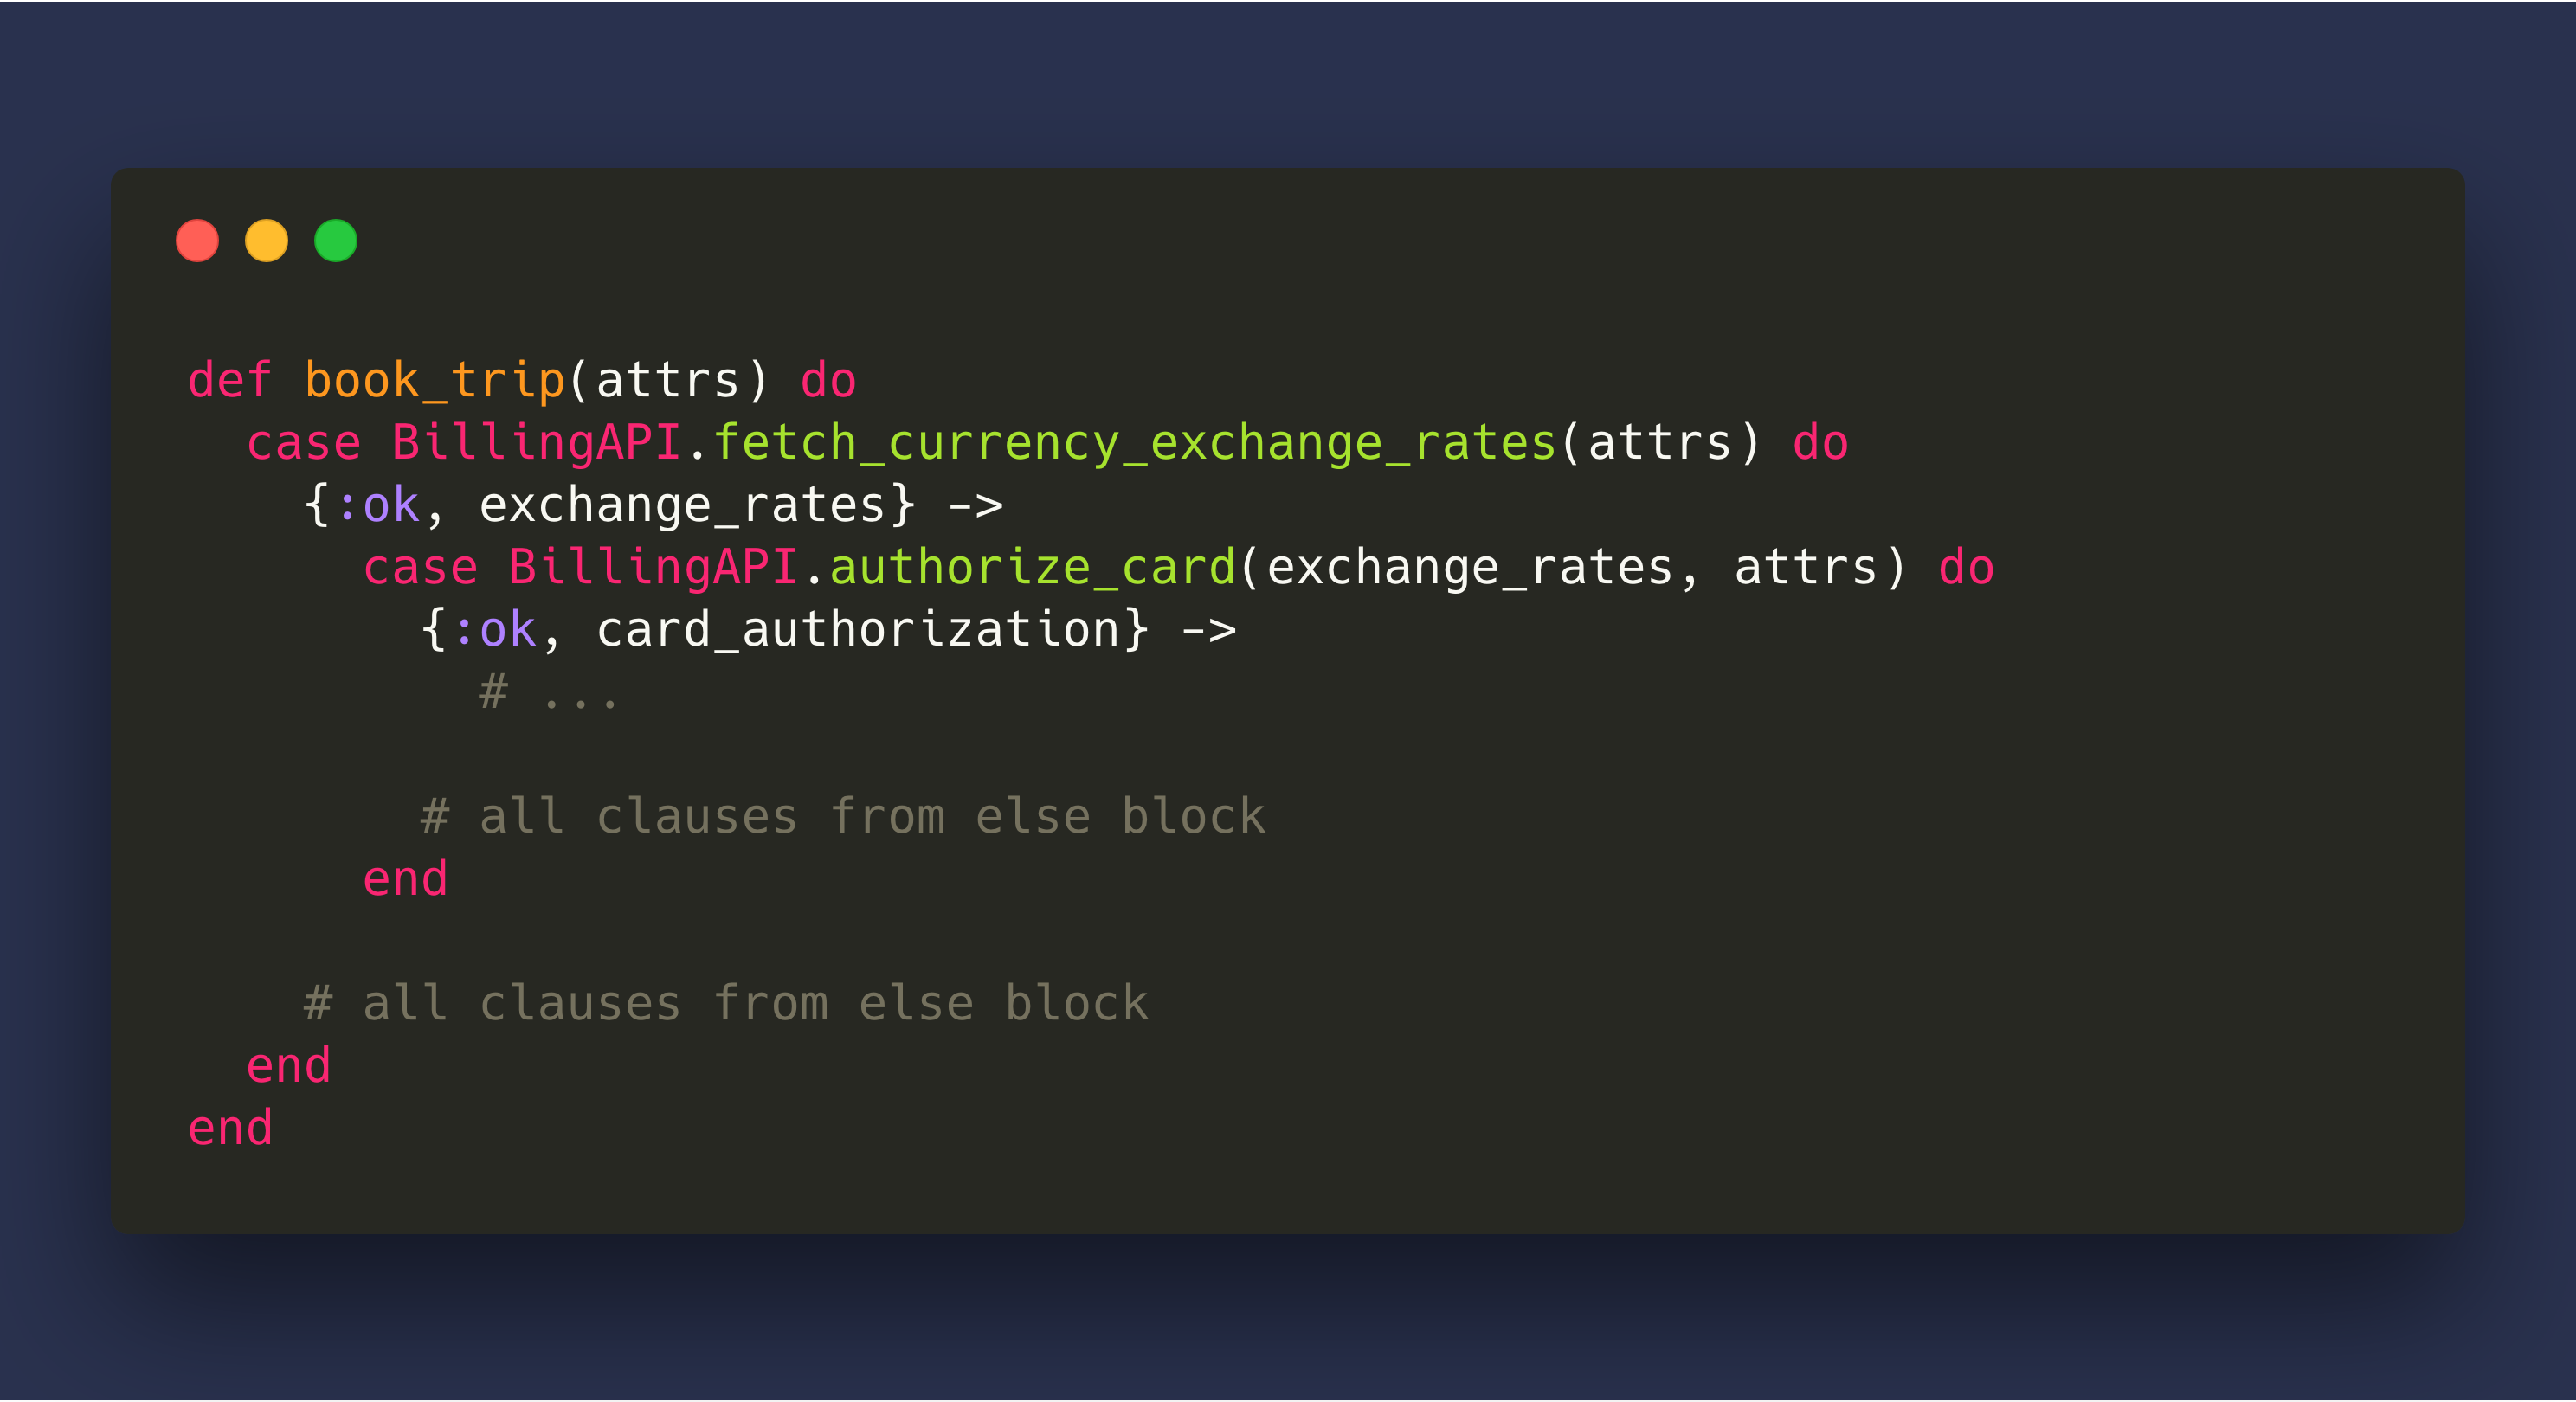 def book_trip(attrs) do
  case BillingAPI.fetch_currency_exchange_rates(attrs) do
    {:ok, exchange_rates} ->
      case BillingAPI.authorize_card(exchange_rates, attrs) do
        {:ok, card_authorization} ->
          # ...

        # all clauses from else block
      end

    # all clauses from else block
  end
end